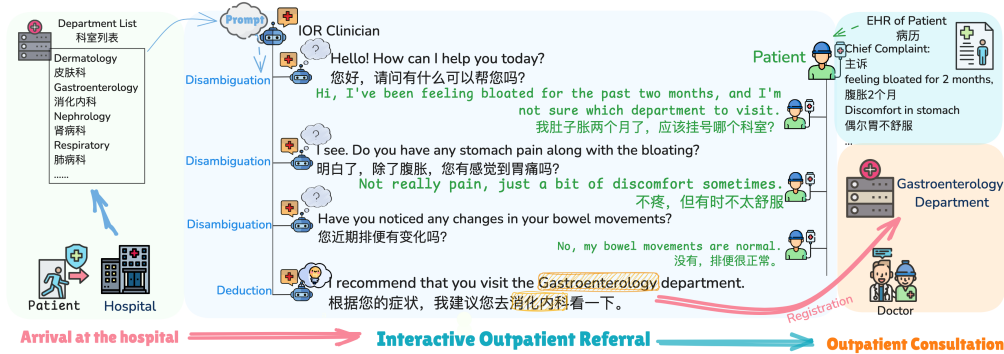 Department List
科室列表
Dermatology
皮肤科
Gastroenterology
消化内科
Nephrology
肾病科
Respiratory
肺病科
......
Patient
Hospital
Arrival at the hospital
Prompt
IOR Clinician
Disambiguation
Hello! How can I help you today?
您好，请问有什么可以帮您吗?
Patient
Hi, I've been feeling bloated for the past two months, and I'm
not sure which department to visit.
我肚子胀两个月了，应该挂号哪个科室?
Disambiguation
I see. Do you have any stomach pain along with the bloating?
明白了，除了腹胀，您有感觉到胃痛吗?
Not really pain, just a bit of discomfort sometimes.
不疼，但有时不太舒服
Disambiguation
Have you noticed any changes in your bowel movements?
您近期排便有变化吗?
No, my bowel movements are normal.
没有，排便很正常。
Deduction
I recommend that you visit the Gastroenterology department.
根据您的症状，我建议您去消化内科看一下。
Interactive Outpatient Referral
EHR of Patient
病历
Chief Complaint:
主诉
feeling bloated for 2 months,
腹胀2个月
Discomfort in stomach
偶尔胃不舒服
...
Gastroenterology
Department
Registration
Doctor
Outpatient Consultation